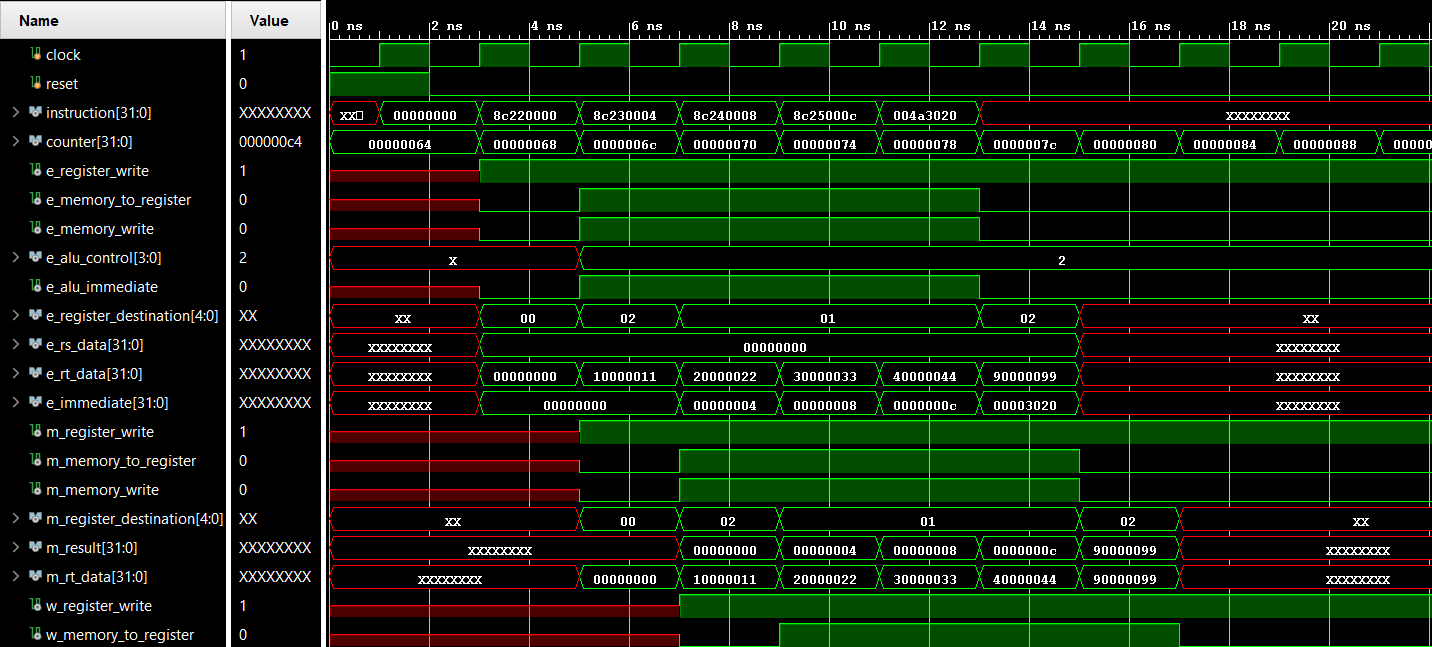 Name Value 0 ns 2 ns 4 ns 6 ns 8 ns 10 ns 12 ns 14 ns 16 ns 18 ns 20 ns
clock 1
reset 0
instruction[31:0] XXXXXXXX XX 00000000 8c220000 8c230004 8c240008 8c25000c 004a3020 XXXXXXXX
counter[31:0] 000000c4 00000064 00000068 0000006c 00000070 00000074 00000078 0000007c 00000080 00000084 00000088 00000
e_register_write 1
e_memory_to_register 0
e_memory_write 0
e_alu_control[3:0] 2 X 2
e_alu_immediate 0
e_register_destination[4:0] XX XX 00 02 01 02 XX
e_rs_data[31:0] XXXXXXXX XXXXXXXX 00000000 XXXXXXXX
e_rt_data[31:0] XXXXXXXX XXXXXXXX 00000000 10000011 20000022 30000033 40000044 90000099 XXXXXXXX
e_immediate[31:0] XXXXXXXX XXXXXXXX 00000000 00000004 00000008 0000000c 00003020 XXXXXXXX
m_register_write 1
m_memory_to_register 0
m_memory_write 0
m_register_destination[4:0] XX XX 00 02 01 02 XX
m_result[31:0] XXXXXXXX XXXXXXXX 00000000 00000004 00000008 0000000c 90000099 XXXXXXXX
m_rt_data[31:0] XXXXXXXX XXXXXXXX 00000000 10000011 20000022 30000033 40000044 90000099 XXXXXXXX
w_register_write 1
w_memory_to_register 0